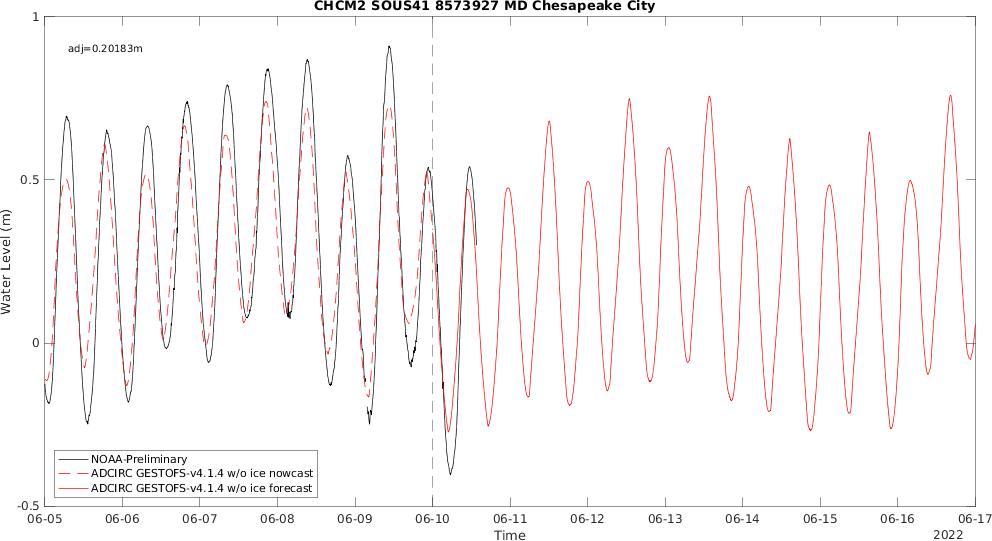 CHCM2 SOUS41 8573927 MD Chesapeake City
adj=0.20183m
1
0.5
0
-0.5
Water Level (m)
NOAA-Preliminary
ADCIRC GESTOFS-v4.1.4 w/o ice nowcast
ADCIRC GESTOFS-v4.1.4 w/o ice forecast
06-05 06-06 06-07 06-08 06-09 06-10 06-11 06-12 06-13 06-14 06-15 06-16 06-17
Time
2022